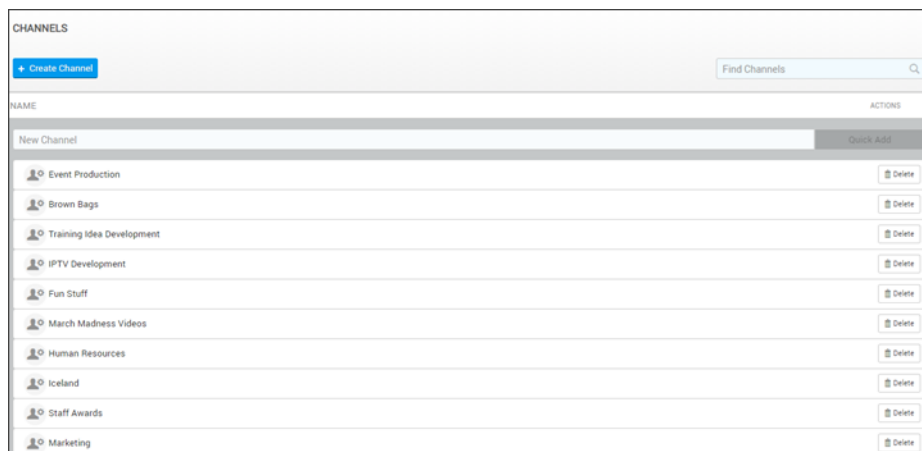 CHANNELS
+ Create Channel
Find Channels
NAME ACTIONS
New Channel Quick Add
Event Production Delete
Brown Bags Delete
Training Idea Development Delete
IPTV Development Delete
Fun Stuff Delete
March Madness Videos Delete
Human Resources Delete
Iceland Delete
Staff Awards Delete
Marketing Delete